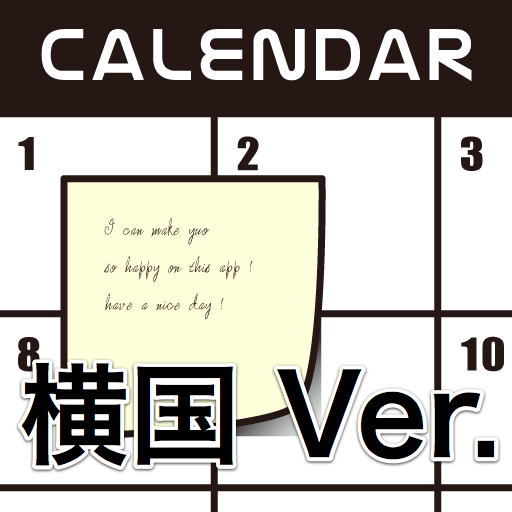 CALENDAR
1
2
3
I can make yuo
so happy on this app !
have a nice day !
8
10
横国 Ver.